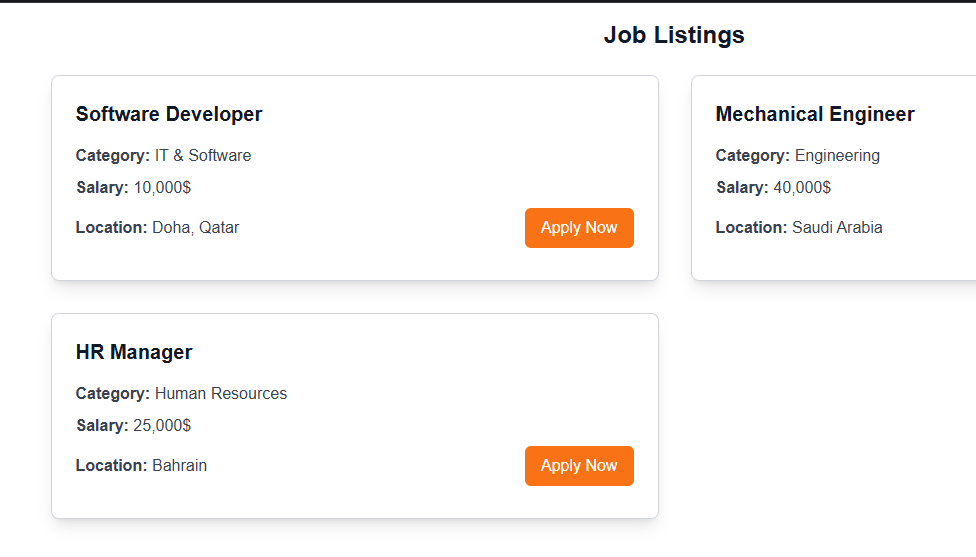 Job Listings
Software Developer
Category: IT & Software
Salary: 10,000$
Location: Doha, Qatar
Apply Now
Mechanical Engineer
Category: Engineering
Salary: 40,000$
Location: Saudi Arabia
HR Manager
Category: Human Resources
Salary: 25,000$
Location: Bahrain
Apply Now